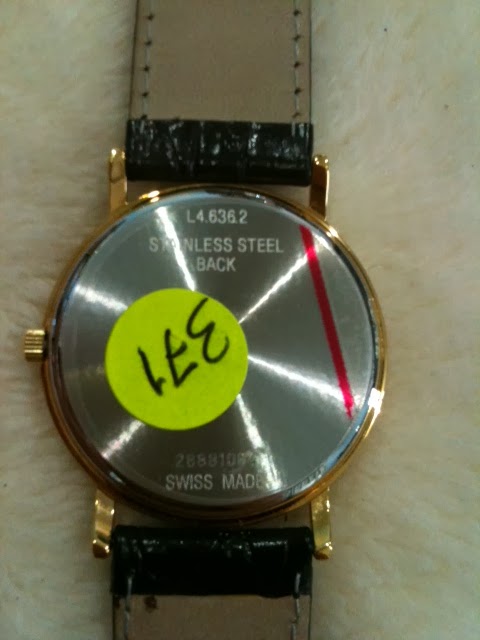 L4.636.2
STAINLESS STEEL
BACK
371
SWISS MADE